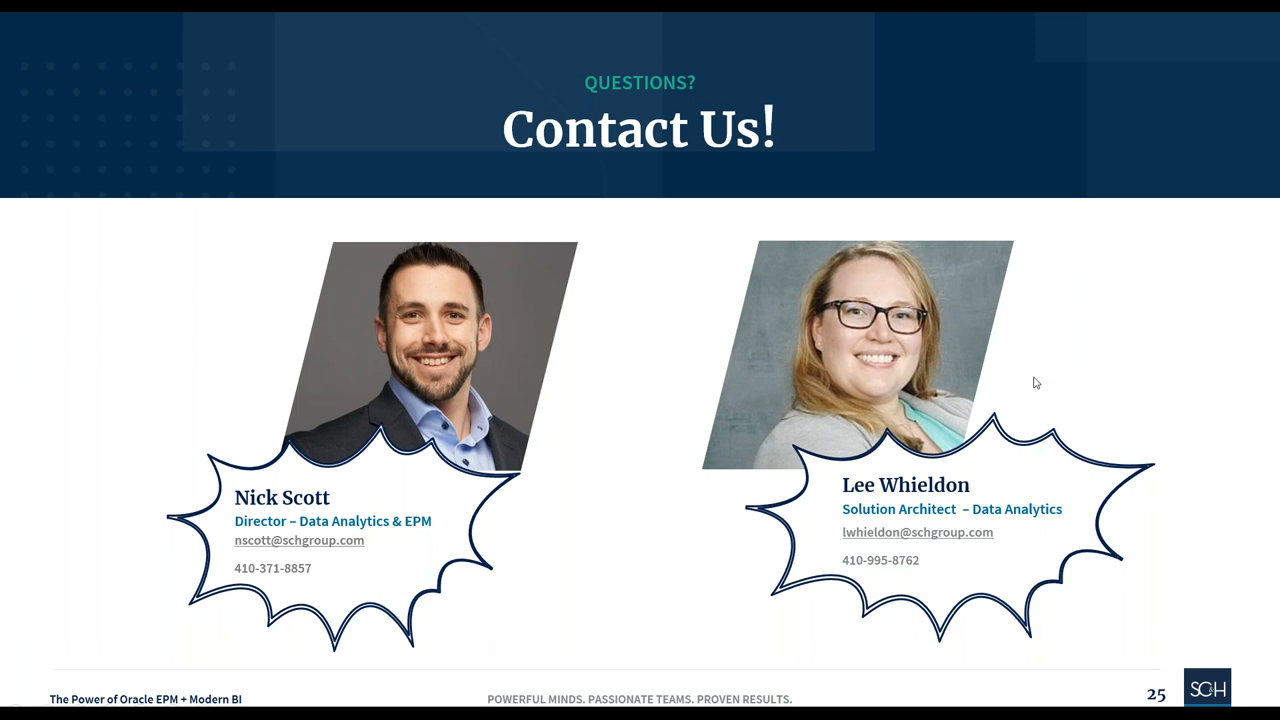 QUESTIONS?
Contact Us!
Nick Scott
Director – Data Analytics & EPM
nscott@schgroup.com
410-371-8857
Lee Whieldon
Solution Architect – Data Analytics
lwhieldon@schgroup.com
410-995-8762
The Power of Oracle EPM + Modern BI
POWERFUL MINDS. PASSIONATE TEAMS. PROVEN RESULTS.
25
SC&H